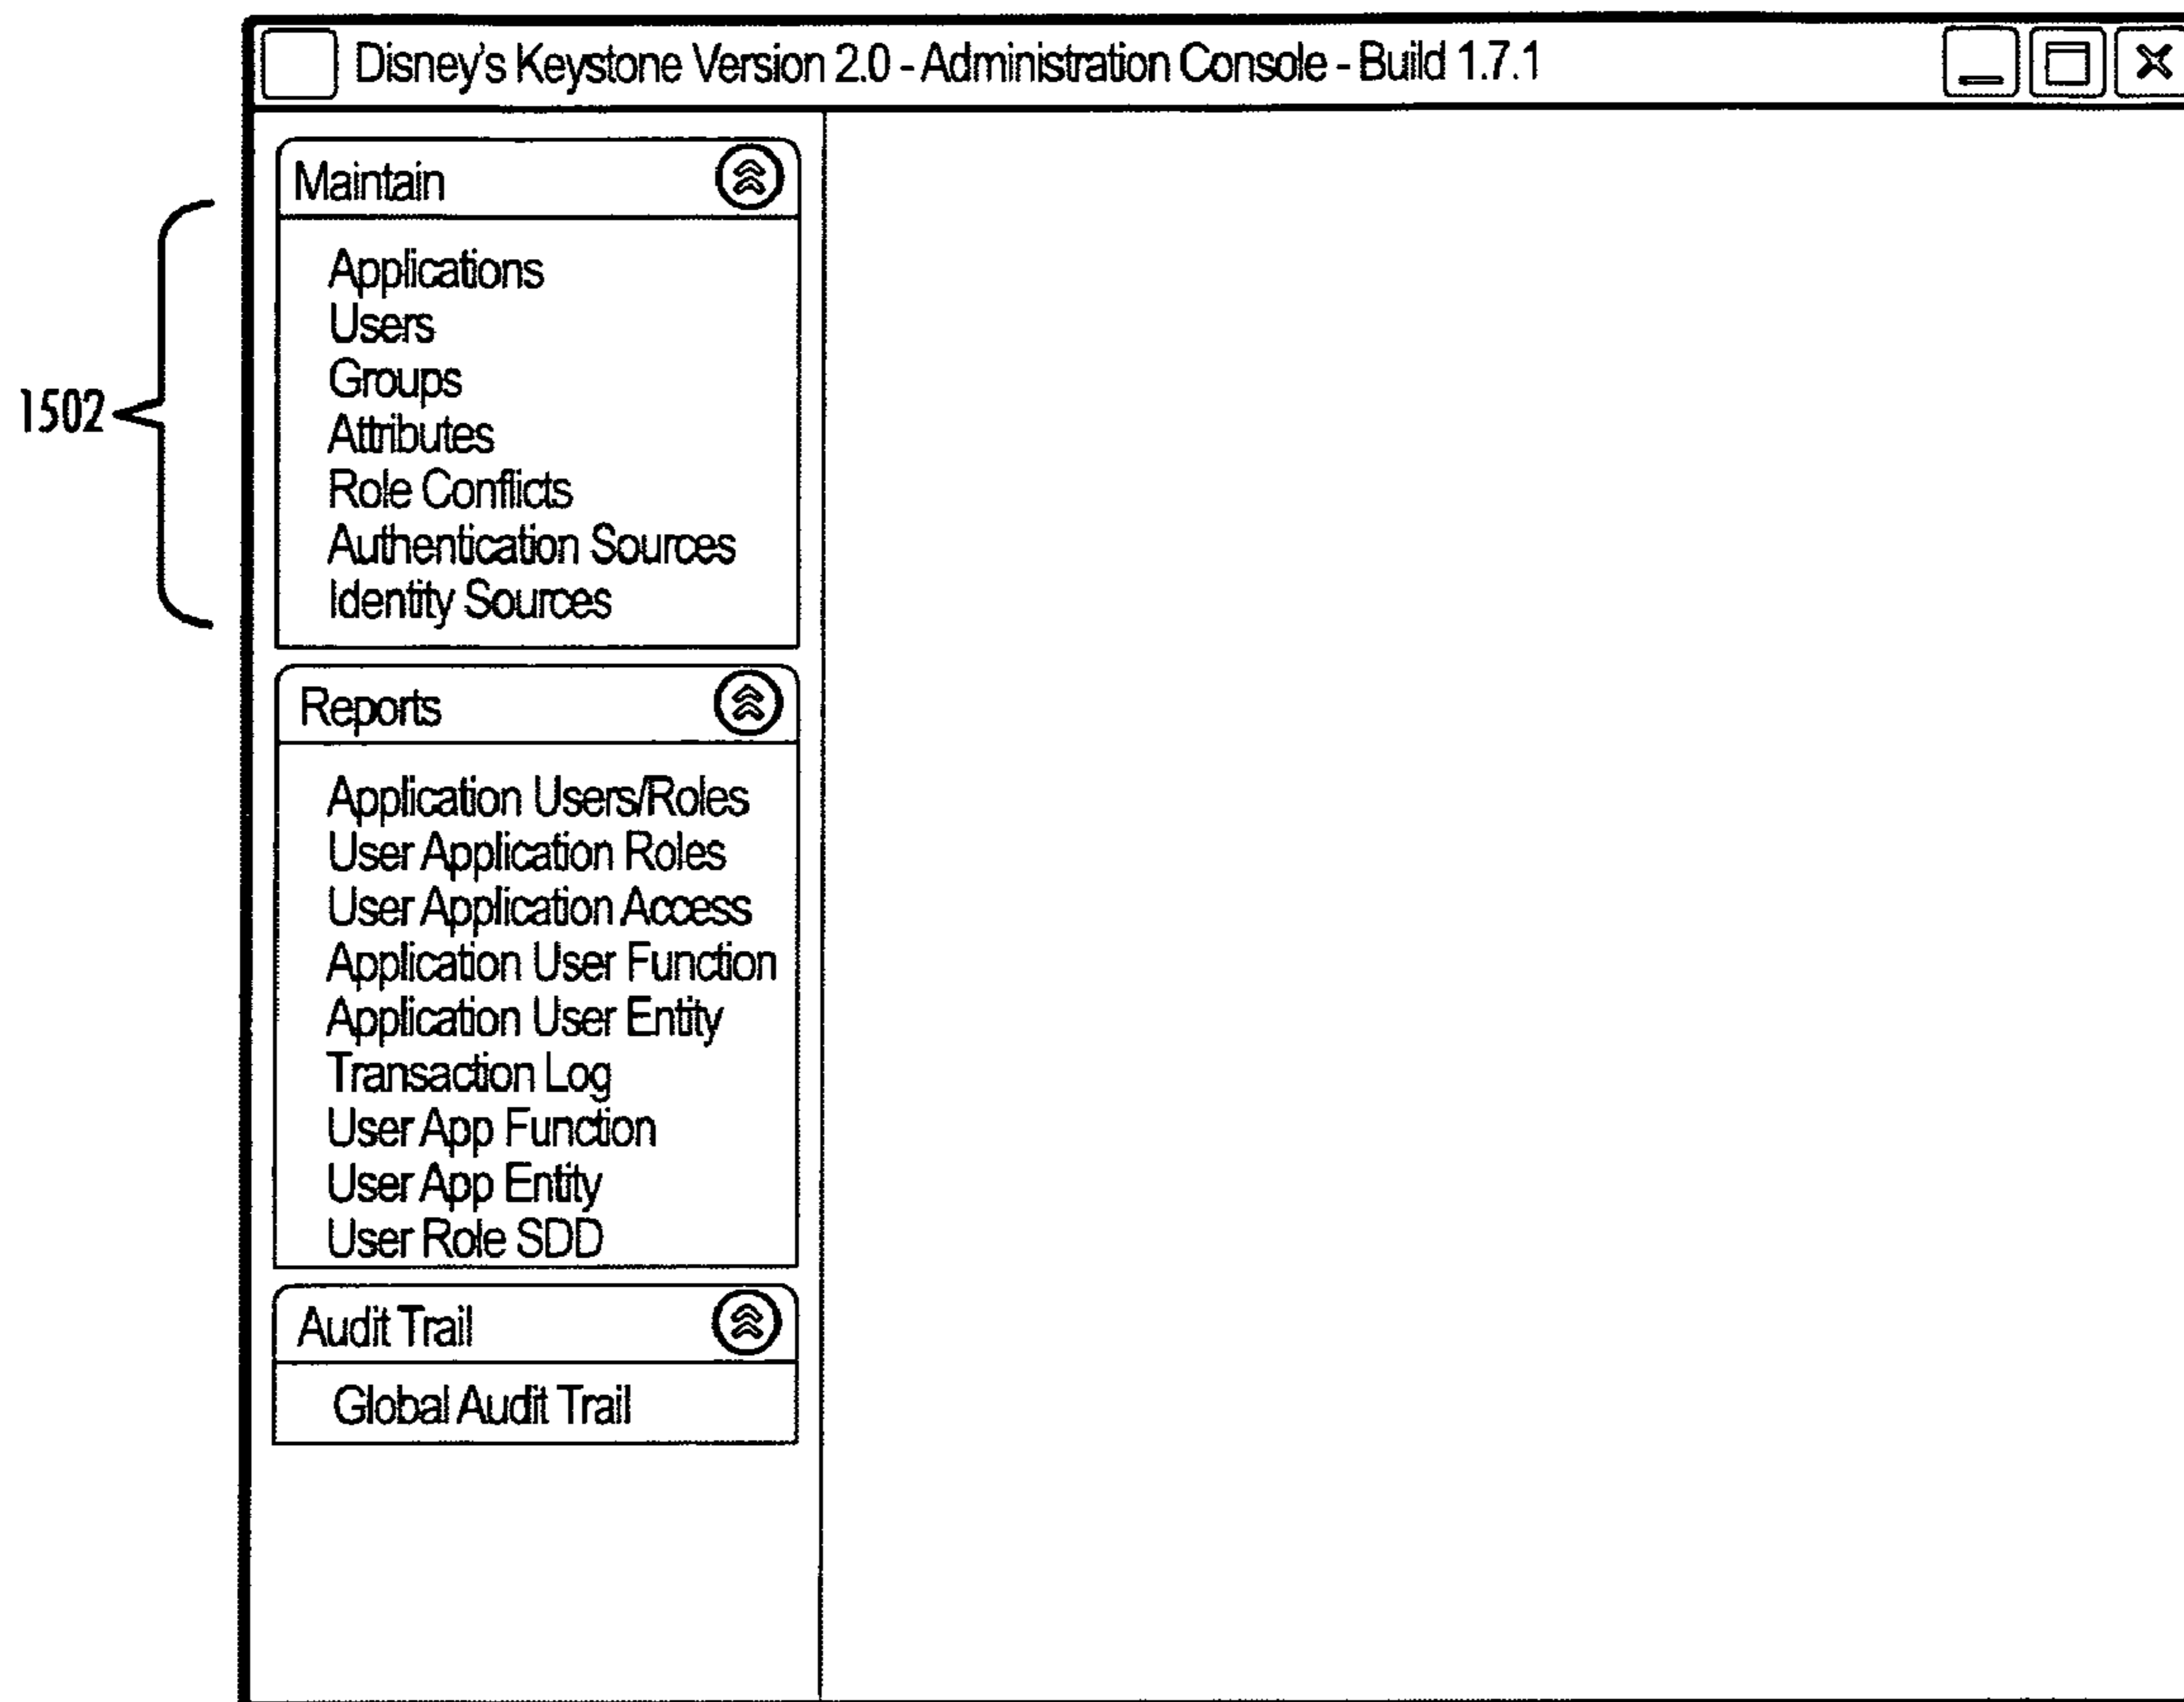 Disney's Keystone Version 2.0 - Administration Console - Build 1.7.1
Maintain
Applications
Users
Groups
Attributes
Role Conflicts
Authentication Sources
Identity Sources
1502
Reports
Application Users/Roles
User Application Roles
User Application Access
Application User Function
Application User Entity
Transaction Log
User App Function
User App Entity
User Role SDD
Audit Trail
Global Audit Trail